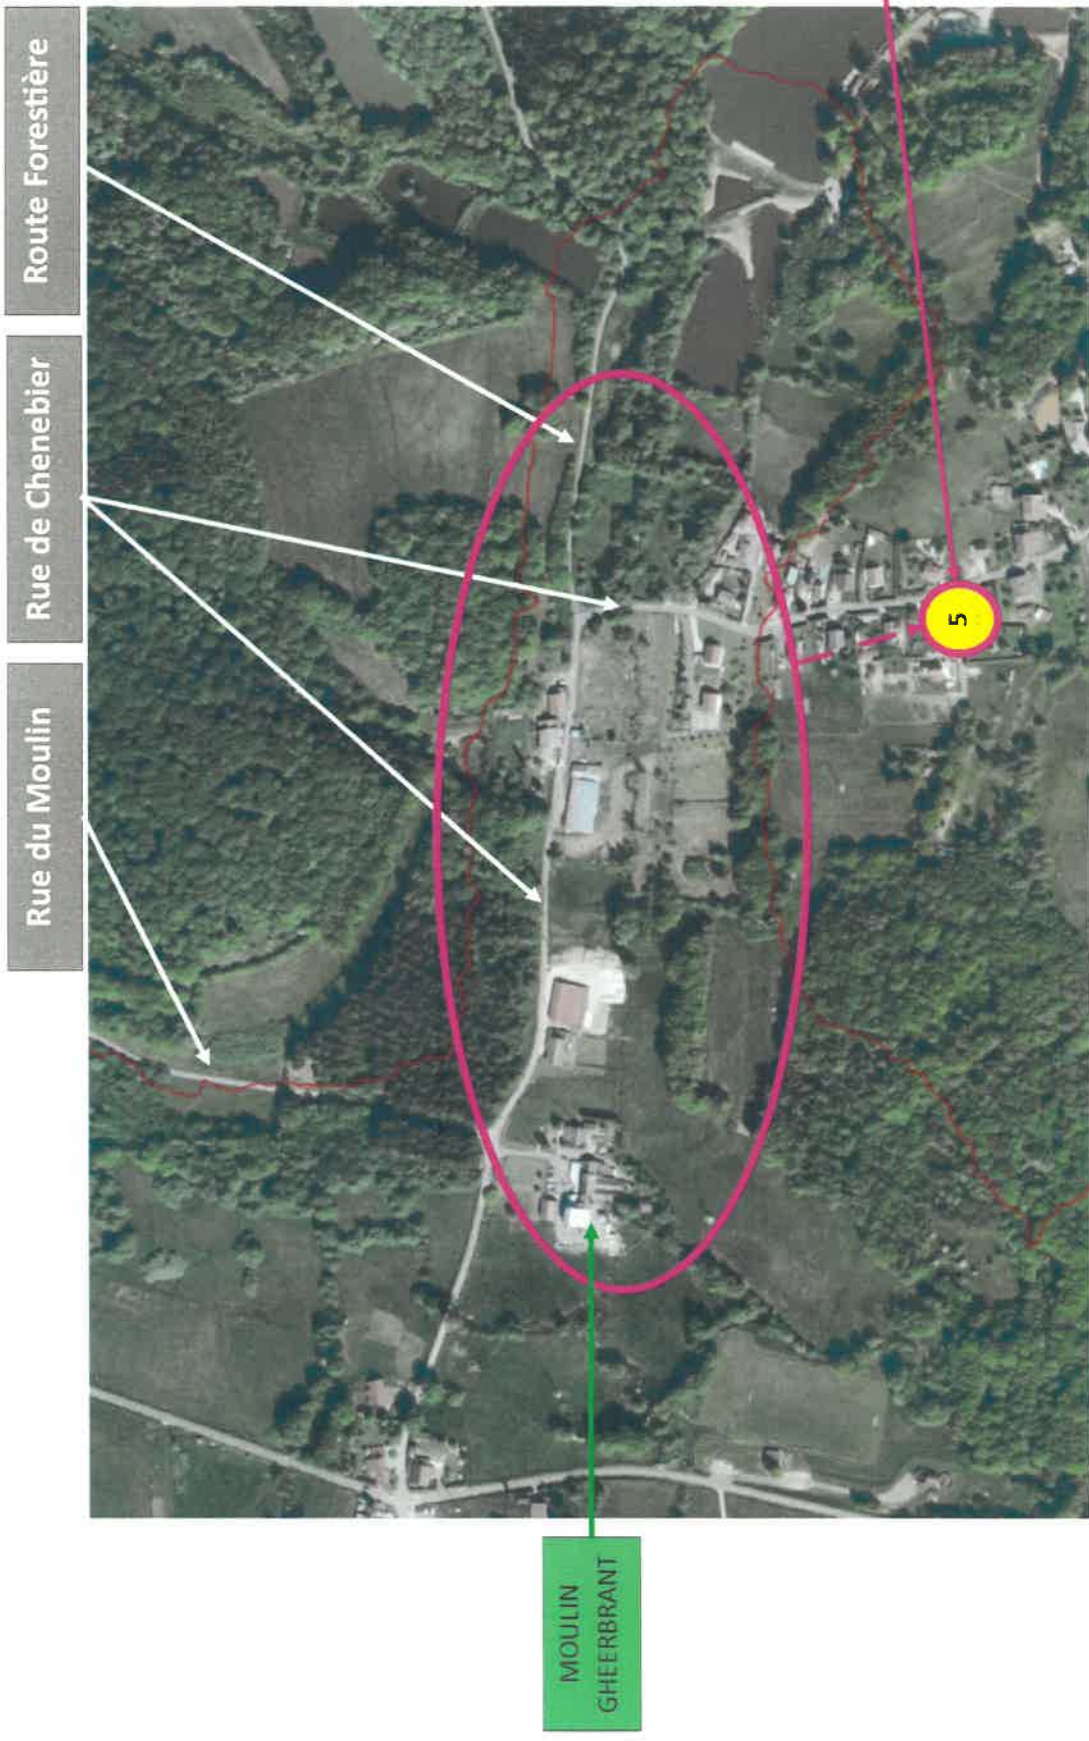 Rue du Moulin
Rue de Chenebier
Route Forestière
MOULIN
GHEERBRANT
5